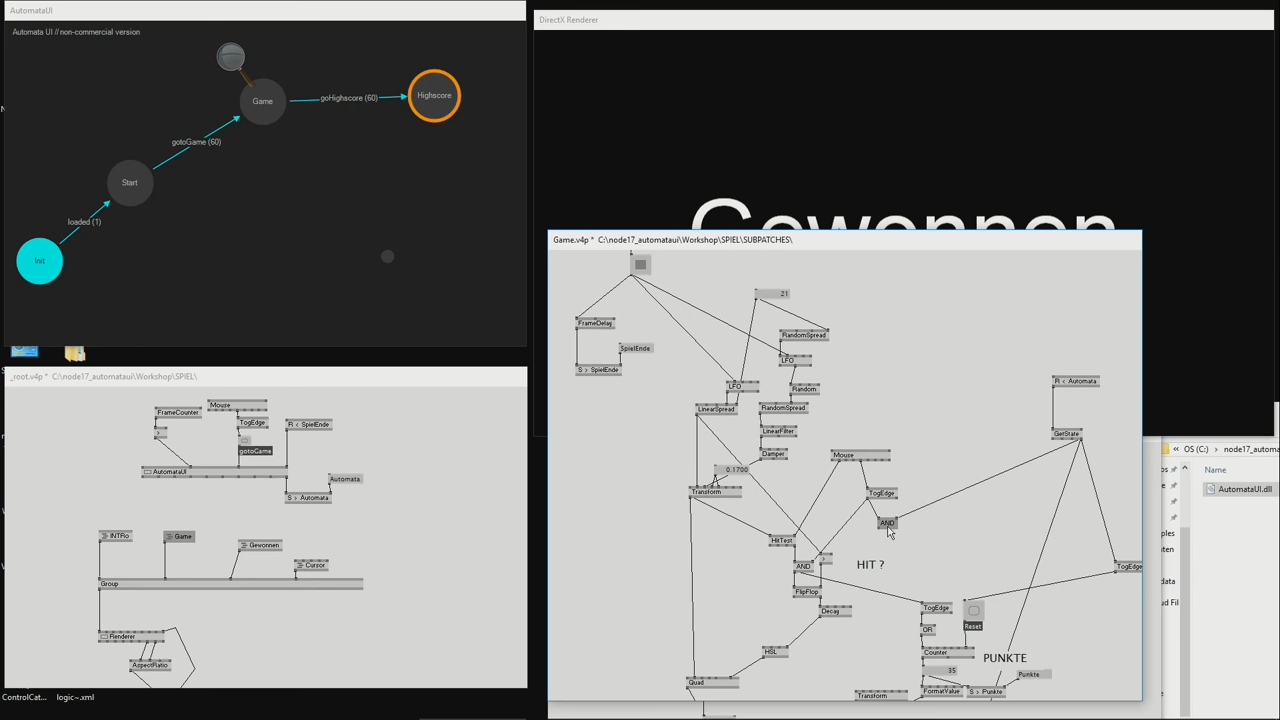 AutomataUI
Automata UI // non-commercial version
Game
goHighscore (60)
Highscore
gotoGame (60)
Start
loaded (1)
Init
DirectX Renderer
Gewonnen
_root.v4p * C:\node17_automataui\Workshop\SPIEL\
FrameCounter
Mouse
TogEdge
R < SpielEnde
>
gotoGame
AutomataUI
Automata
S > Automata
INTRo
Game
Gewonnen
Cursor
Group
Renderer
AspectRatio
ControlCat...
logic~.xml
Game.v4p * C:\node17_automataui\Workshop\SPIEL\SUBPATCHES\
21
FrameDelay
SpielEnde
S > SpielEnde
RandomSpread
LFO
LFO
Random
LinearSpread
RandomSpread
LinearFilter
Damper
Mouse
0.1700
Transform
TogEdge
AND
HitTest
>
AND
HIT ?
FlipFlop
Decay
HSL
Quad
R < Automata
GetState
TogEdge
TogEdge
Reset
OR
Counter
PUNKTE
35
Punkte
Transform
FormatValue
S > Punkte
OS (C:)
node17_automa
Name
AutomataUI.dll